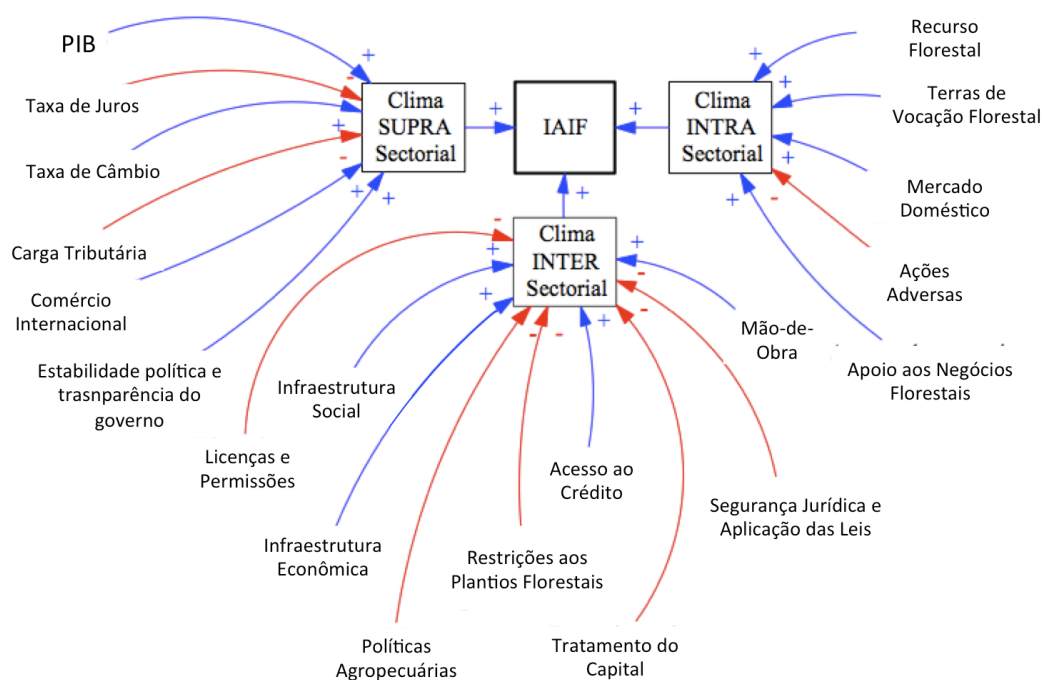 PIB
Taxa de Juros
Taxa de Câmbio
Carga Tributária
Comércio
Internacional
Estabilidade política e
trasnparência do
governo
Clima
SUPRA
Sectorial
IAIF
Clima
INTRA
Sectorial
Clima
INTER
Sectorial
Recurso
Florestal
Terras de
Vocação Florestal
Mercado
Doméstico
Ações
Adversas
Apoio aos Negócios
Florestais
Licenças e
Permissões
Infraestrutura
Social
Infraestrutura
Econômica
Políticas
Agropecuárias
Restrições aos
Plantios Florestais
Acesso ao
Crédito
Tratamento do
Capital
Segurança Jurídica e
Aplicação das Leis
Mão-de-
Obra
+
-
+
-
+
+
+
+
+
+
+
+
-
+
-
+
+
-
-
+
-
-
+